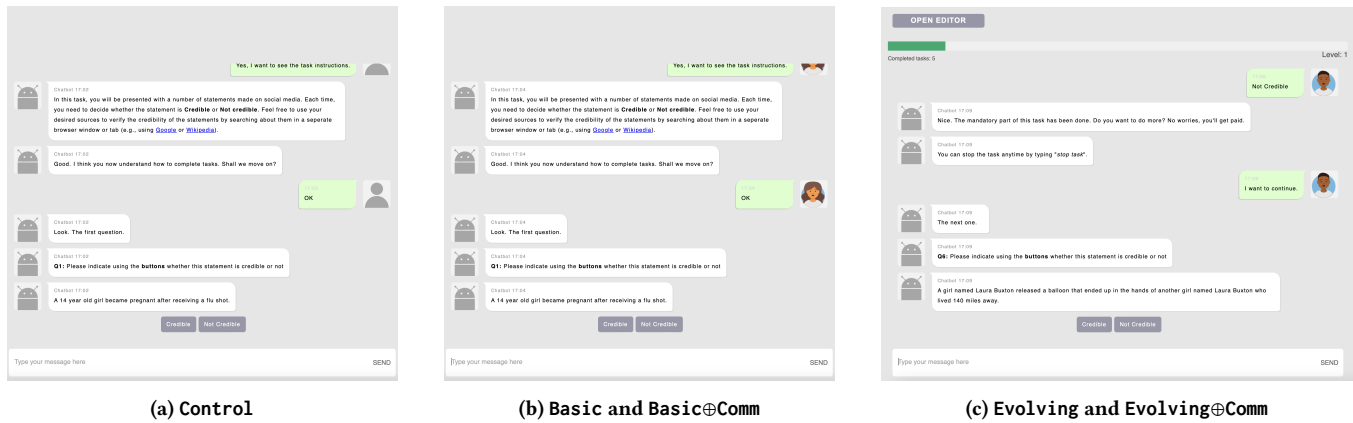 Yes, I want to see the task instructions.
Chatbot 17:02
In this task, you will be presented with a number of statements made on social media. Each time,
you need to decide whether the statement is Credible or Not credible. Feel free to use your
desired sources to verify the credibility of the statements by searching about them in a seperate
browser window or tab (e.g., using Google or Wikipedia).
Chatbot 17:02
Good. I think you now understand how to complete tasks. Shall we move on?
OK
Chatbot 17:02
Look. The first question.
Chatbot 17:02
Q1: Please indicate using the buttons whether this statement is credible or not
Chatbot 17:02
A 14 year old girl became pregnant after receiving a flu shot.
Credible Not Credible
Type your message here SEND
(a) Control
Yes, I want to see the task instructions.
Chatbot 17:04
In this task, you will be presented with a number of statements made on social media. Each time,
you need to decide whether the statement is Credible or Not credible. Feel free to use your
desired sources to verify the credibility of the statements by searching about them in a seperate
browser window or tab (e.g., using Google or Wikipedia).
Chatbot 17:04
Good. I think you now understand how to complete tasks. Shall we move on?
OK
Chatbot 17:04
Look. The first question.
Chatbot 17:04
Q1: Please indicate using the buttons whether this statement is credible or not
Chatbot 17:04
A 14 year old girl became pregnant after receiving a flu shot.
Credible Not Credible
Type your message here SEND
(b) Basic and Basic⊕Comm
OPEN EDITOR
Level: 1
Completed tasks: 5
Not Credible
Chatbot 17:09
Nice. The mandatory part of this task has been done. Do you want to do more? No worries, you'll get paid.
Chatbot 17:09
You can stop the task anytime by typing "stop task".
I want to continue.
Chatbot 17:09
The next one.
Chatbot 17:09
Q6: Please indicate using the buttons whether this statement is credible or not
Chatbot 17:09
A girl named Laura Buxton released a balloon that ended up in the hands of another girl named Laura Buxton who
lived 140 miles away.
Credible Not Credible
Type your message here SEND
(c) Evolving and Evolving⊕Comm